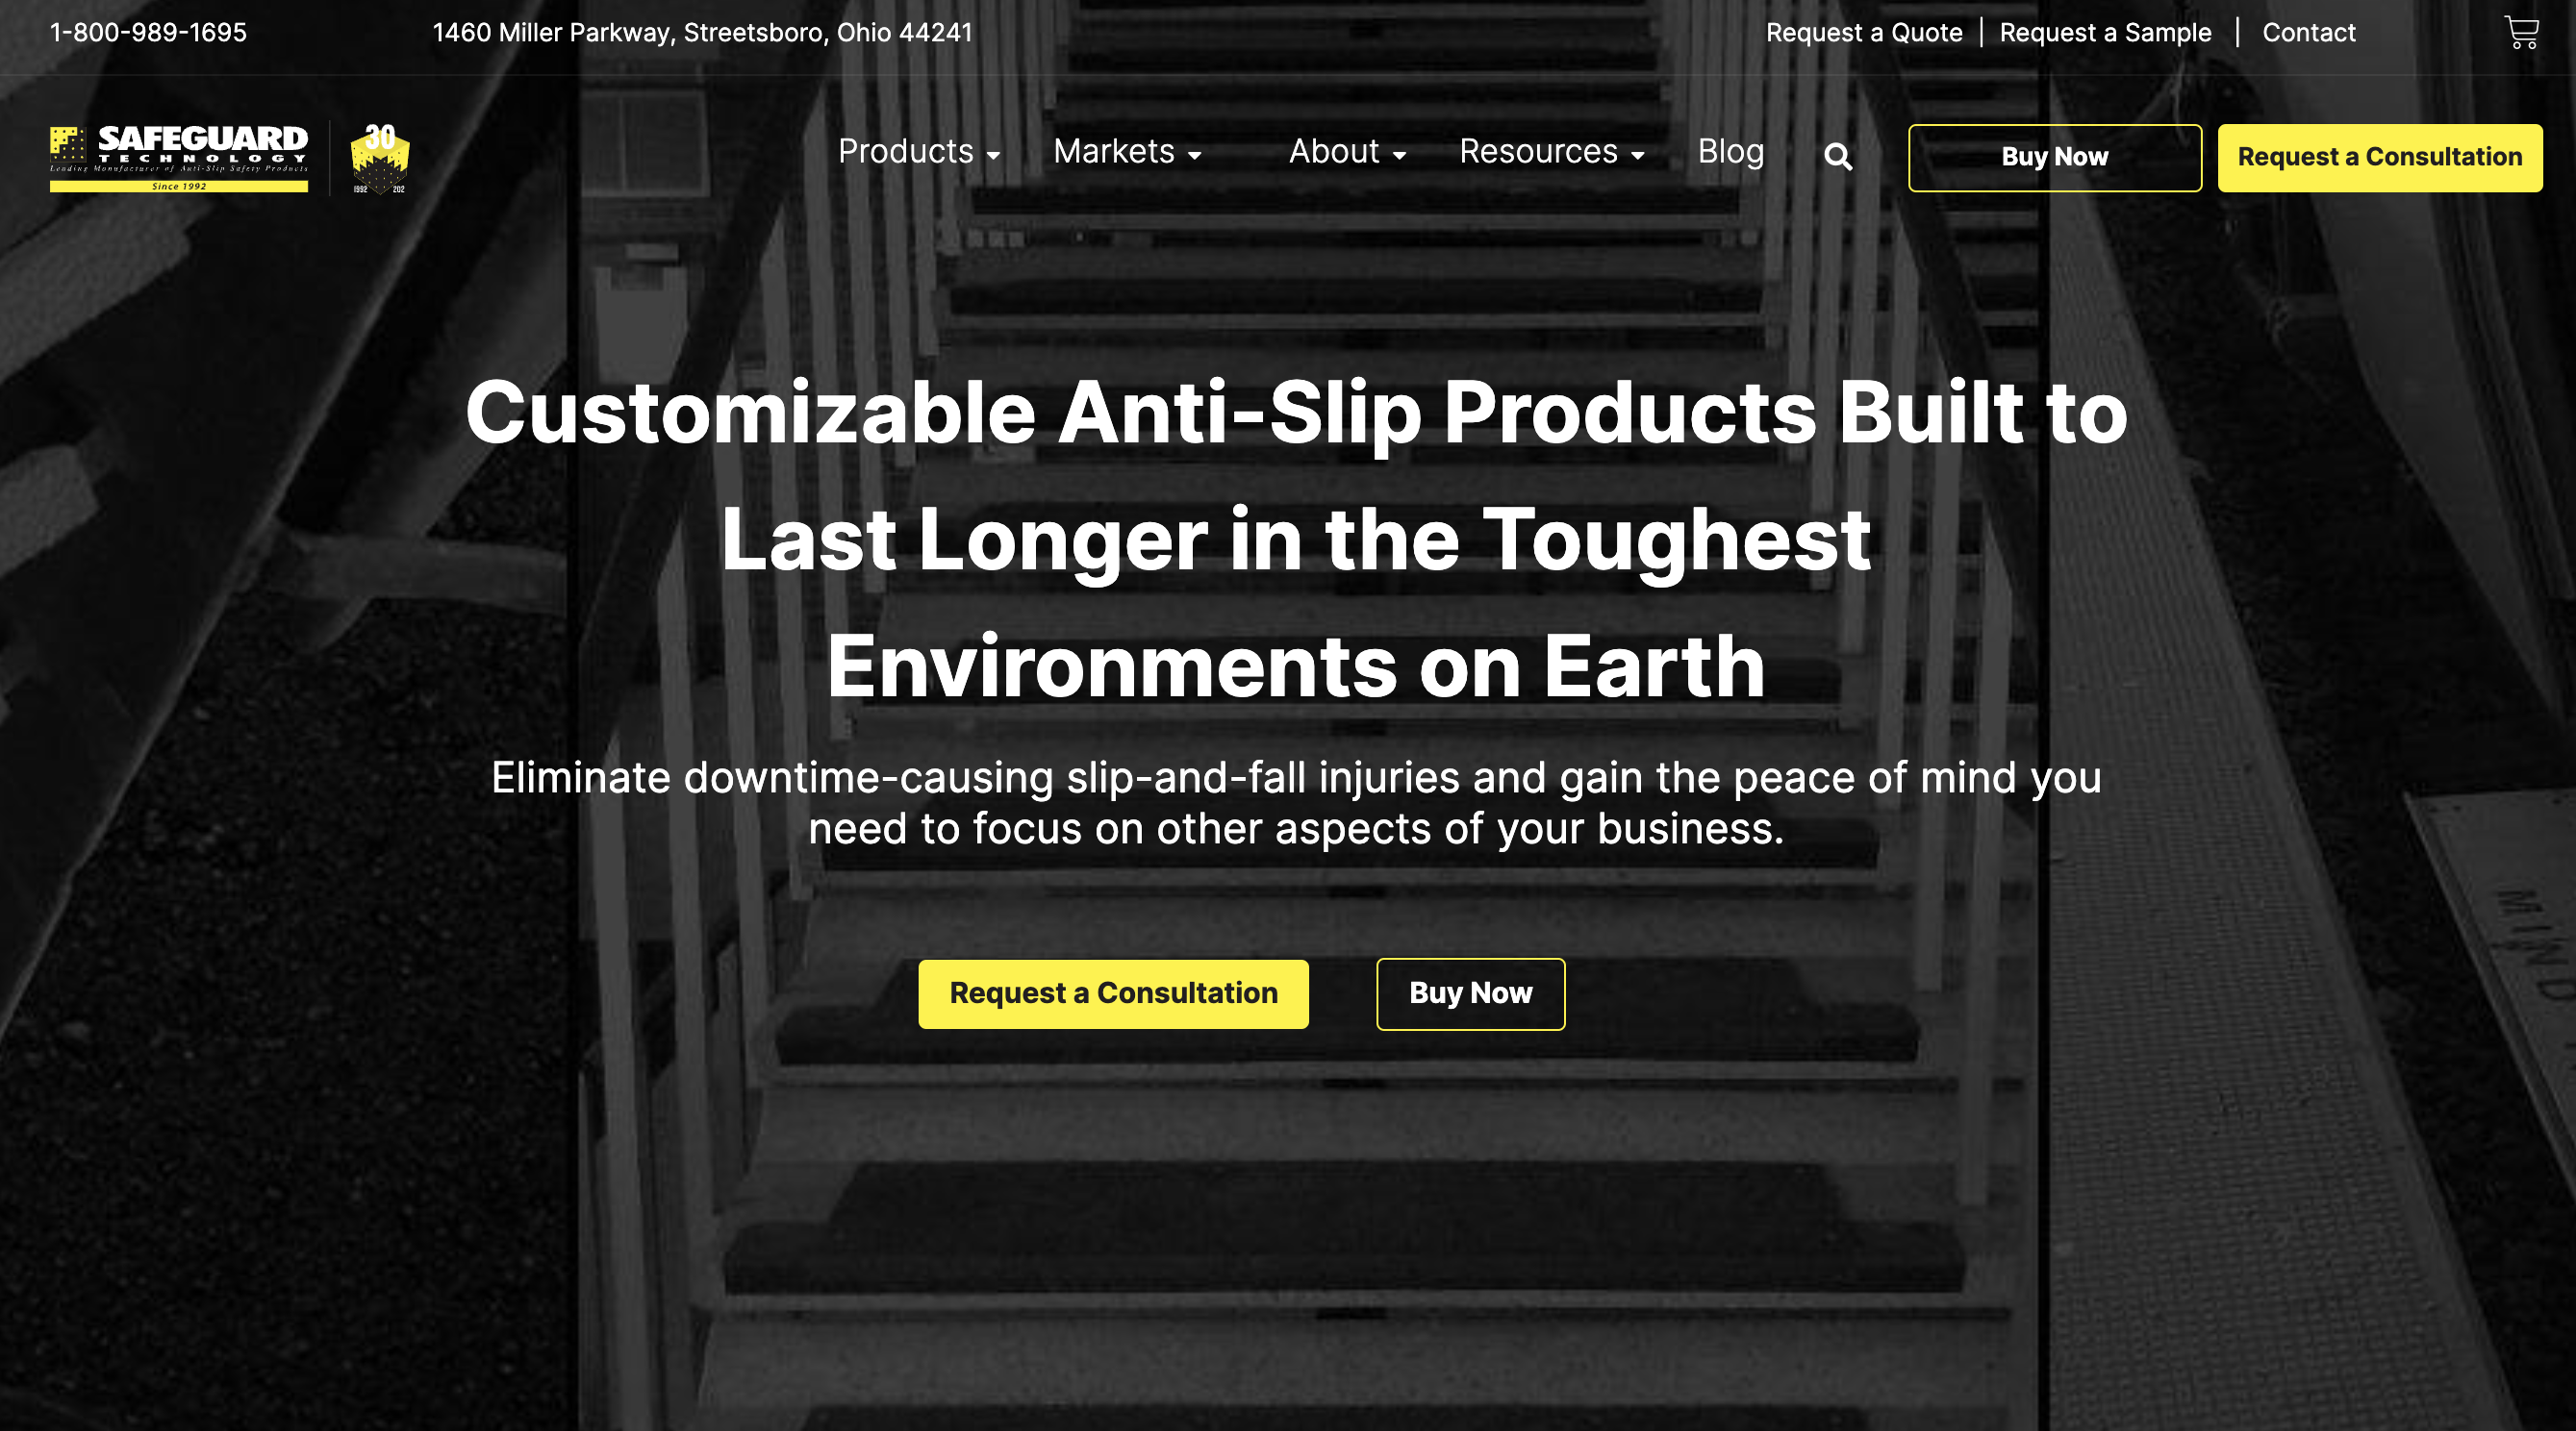 1-800-989-1695
1460 Miller Parkway, Streetsboro, Ohio 44241
Request a Quote | Request a Sample | Contact
SAFEGUARD
TECHNOLOGY
Leading Manufacturer of Anti-Slip Safety Products
Since 1992
30
1992 202
Products
Markets
About
Resources
Blog
Buy Now
Request a Consultation
Customizable Anti-Slip Products Built to
Last Longer in the Toughest
Environments on Earth
Eliminate downtime-causing slip-and-fall injuries and gain the peace of mind you
need to focus on other aspects of your business.
Request a Consultation
Buy Now
MIND